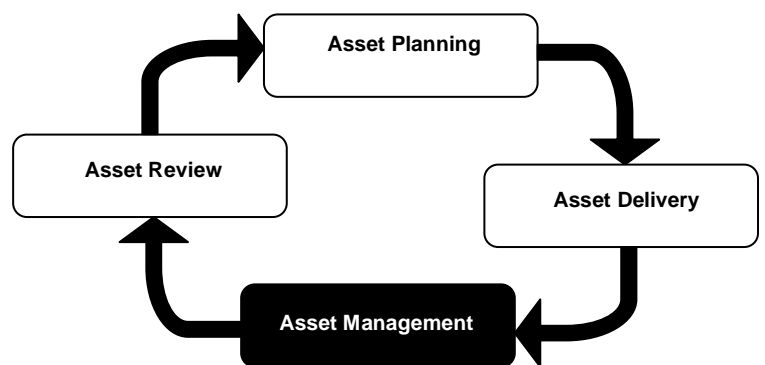 Asset Planning
Asset Review
Asset Delivery
Asset Management